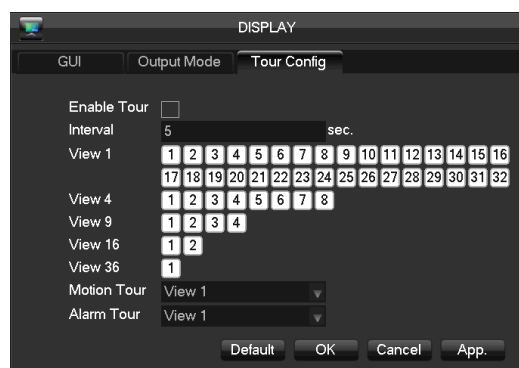 DISPLAY
GUI Output Mode Tour Config
Enable Tour
Interval 5 sec.
View 1 1 2 3 4 5 6 7 8 9 10 11 12 13 14 15 16
17 18 19 20 21 22 23 24 25 26 27 28 29 30 31 32
View 4 1 2 3 4 5 6 7 8
View 9 1 2 3 4
View 16 1 2
View 36 1
Motion Tour View 1
Alarm Tour View 1
Default OK Cancel App.